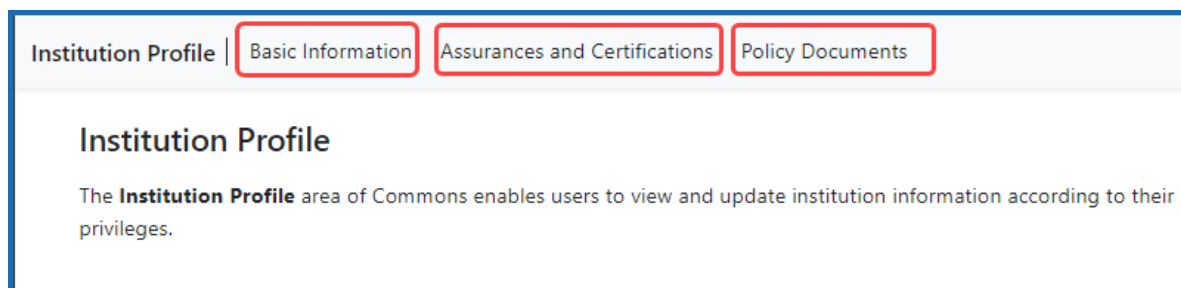 Institution Profile | Basic Information Assurances and Certifications Policy Documents
Institution Profile
The Institution Profile area of Commons enables users to view and update institution information according to their
privileges.